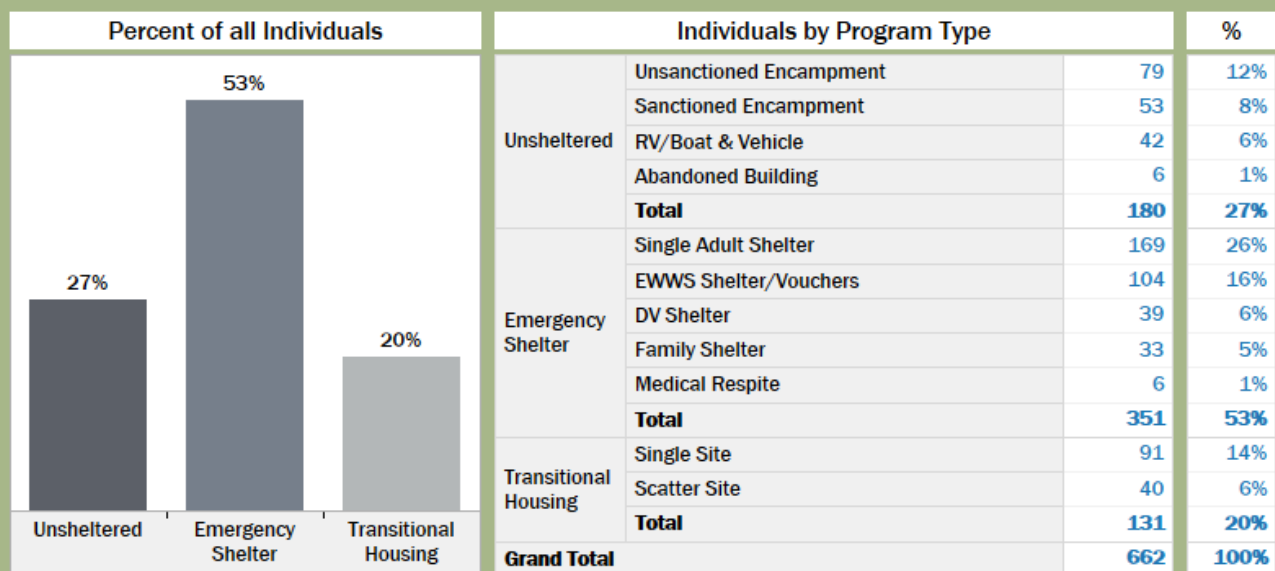 Percent of all Individuals
53%
27%
20%
Unsheltered
Emergency
Shelter
Transitional
Housing
Individuals by Program Type %
Unsheltered
Unsanctioned Encampment 79 12%
Sanctioned Encampment 53 8%
RV/Boat & Vehicle 42 6%
Abandoned Building 6 1%
Total 180 27%
Emergency
Shelter
Single Adult Shelter 169 26%
EWWS Shelter/Vouchers 104 16%
DV Shelter 39 6%
Family Shelter 33 5%
Medical Respite 6 1%
Total 351 53%
Transitional
Housing
Single Site 91 14%
Scatter Site 40 6%
Total 131 20%
Grand Total 662 100%